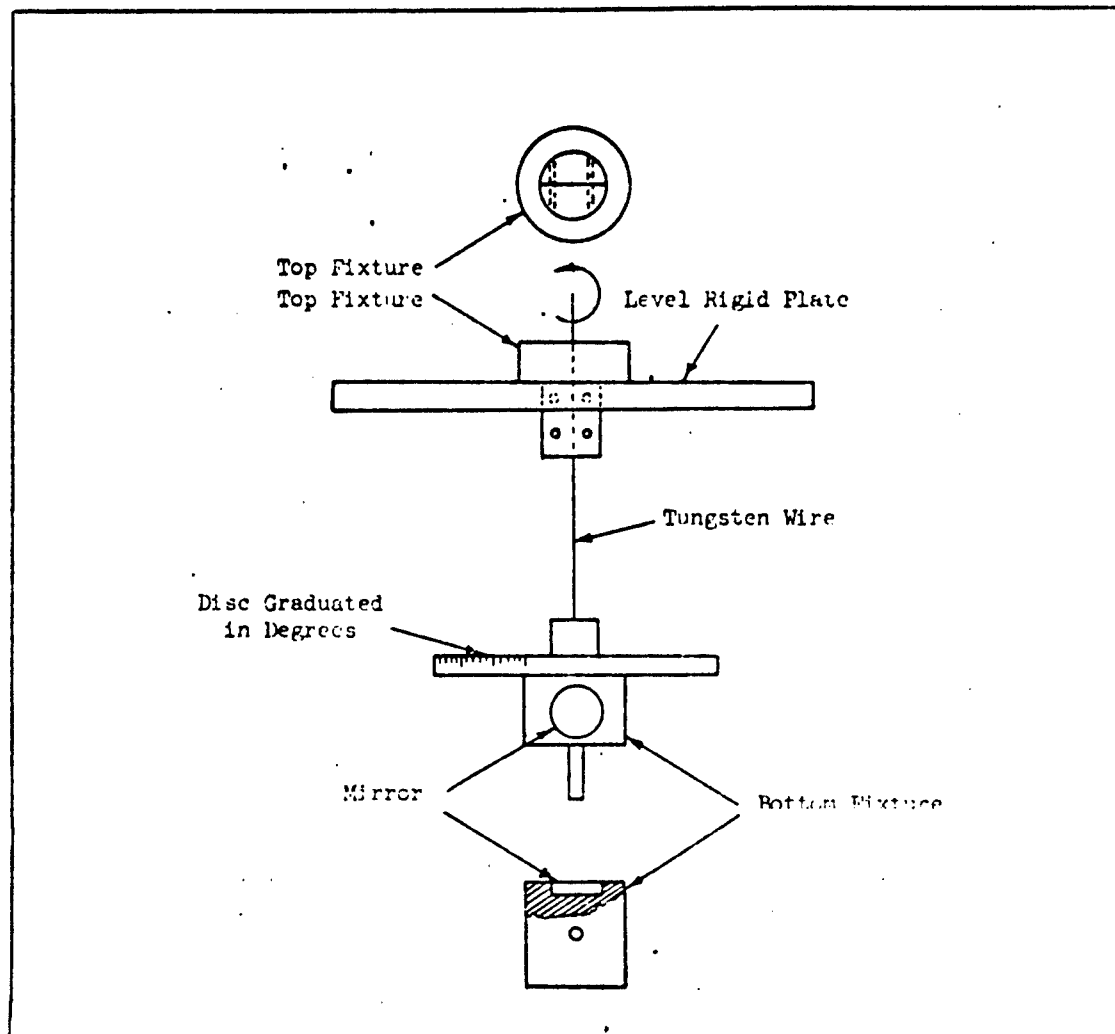 Top Fixture
Top Fixture
Level Rigid Plate
Tungsten Wire
Disc Graduated
in Degrees
Mirror
Bottom Fixture